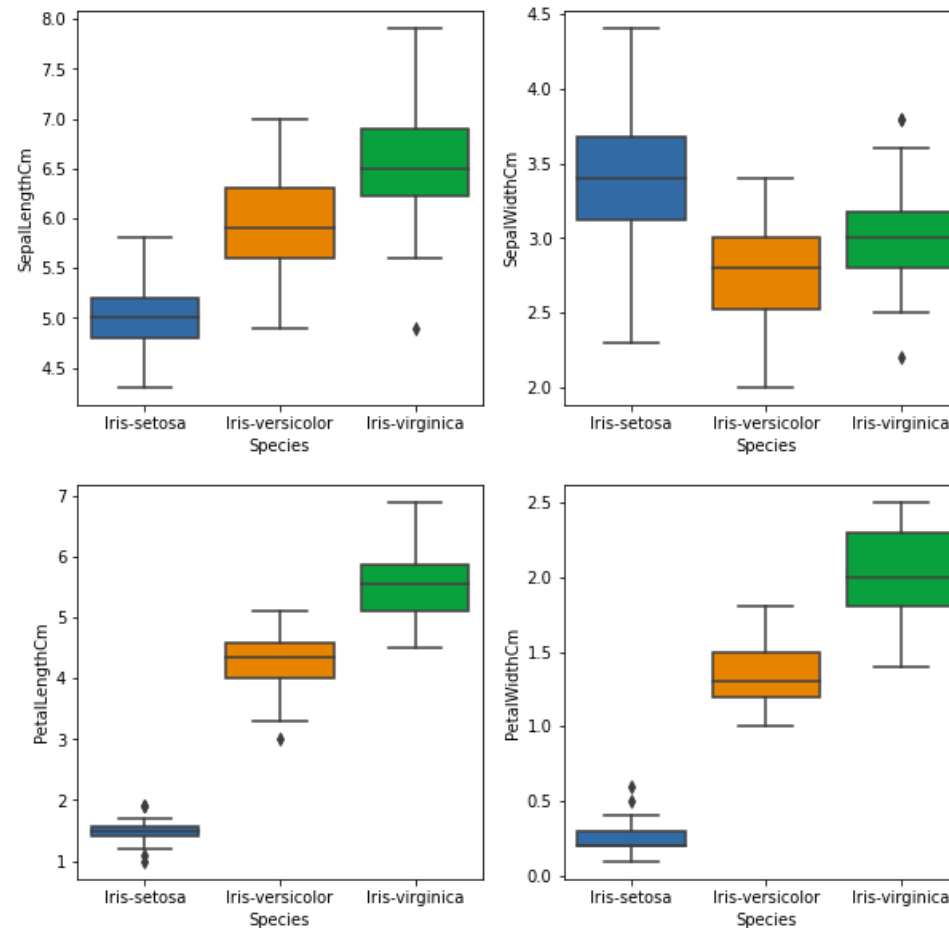 SepalLengthCm
8.0
7.5
7.0
6.5
6.0
5.5
5.0
4.5
Iris-setosa Iris-versicolor Iris-virginica
Species
SepalWidthCm
4.5
4.0
3.5
3.0
2.5
2.0
Iris-setosa Iris-versicolor Iris-virginica
Species
PetalLengthCm
7
6
5
4
3
2
1
Iris-setosa Iris-versicolor Iris-virginica
Species
PetalWidthCm
2.5
2.0
1.5
1.0
0.5
0.0
Iris-setosa Iris-versicolor Iris-virginica
Species